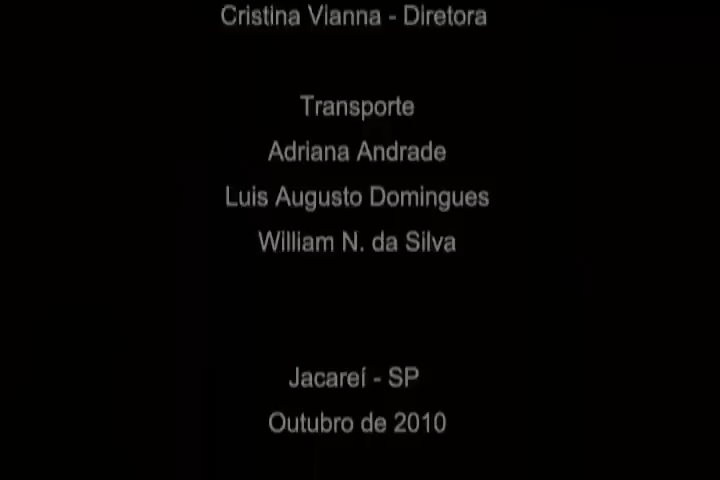 Cristina Vianna - Diretora
Transporte
Adriana Andrade
Luis Augusto Domingues
William N. da Silva
Jacareí - SP
Outubro de 2010